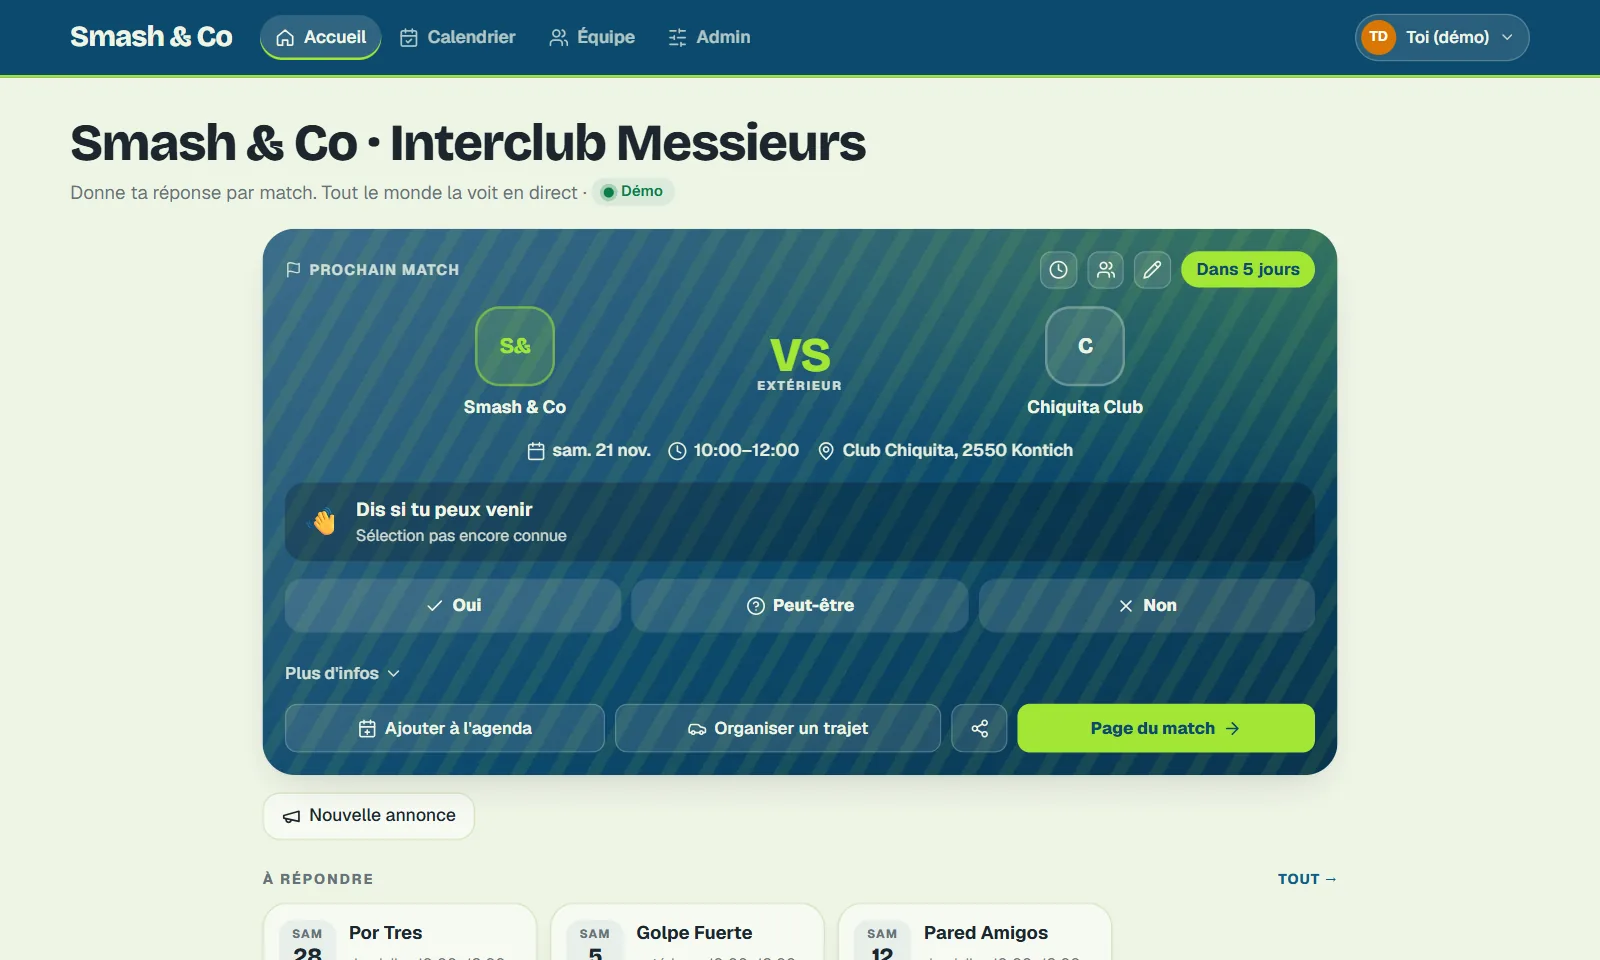 Smash & Co
Accueil
Calendrier
Équipe
Admin
TD
Toi (démo)
Smash & Co · Interclub Messieurs
Donne ta réponse par match. Tout le monde la voit en direct ·
Démo
PROCHAIN MATCH
Dans 5 jours
S&
VS
EXTÉRIEUR
C
Smash & Co
Chiquita Club
sam. 21 nov.
10:00–12:00
Club Chiquita, 2550 Kontich
Dis si tu peux venir
Sélection pas encore connue
Oui
Peut-être
Non
Plus d'infos
Ajouter à l'agenda
Organiser un trajet
Page du match →
Nouvelle annonce
À RÉPONDRE
TOUT →
SAM
28
Por Tres
SAM
5
Golpe Fuerte
SAM
12
Pared Amigos